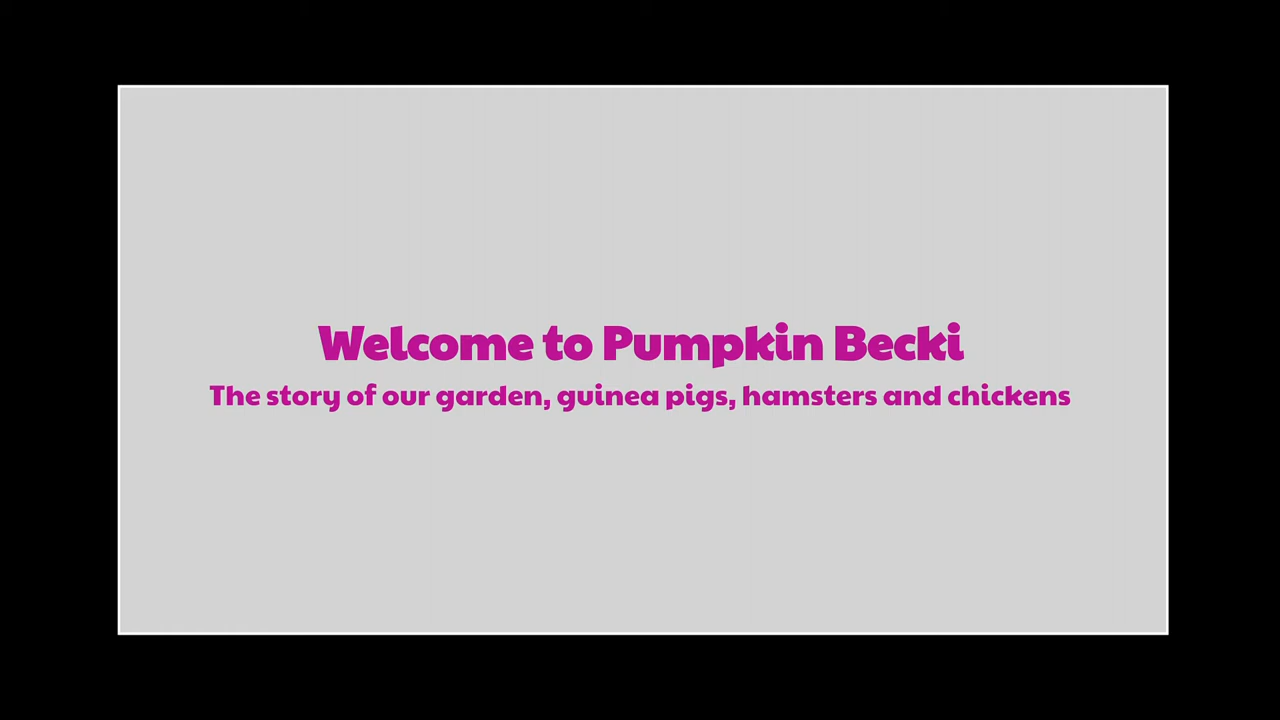 Welcome to Pumpkin Becki
The story of our garden, guinea pigs, hamsters and chickens